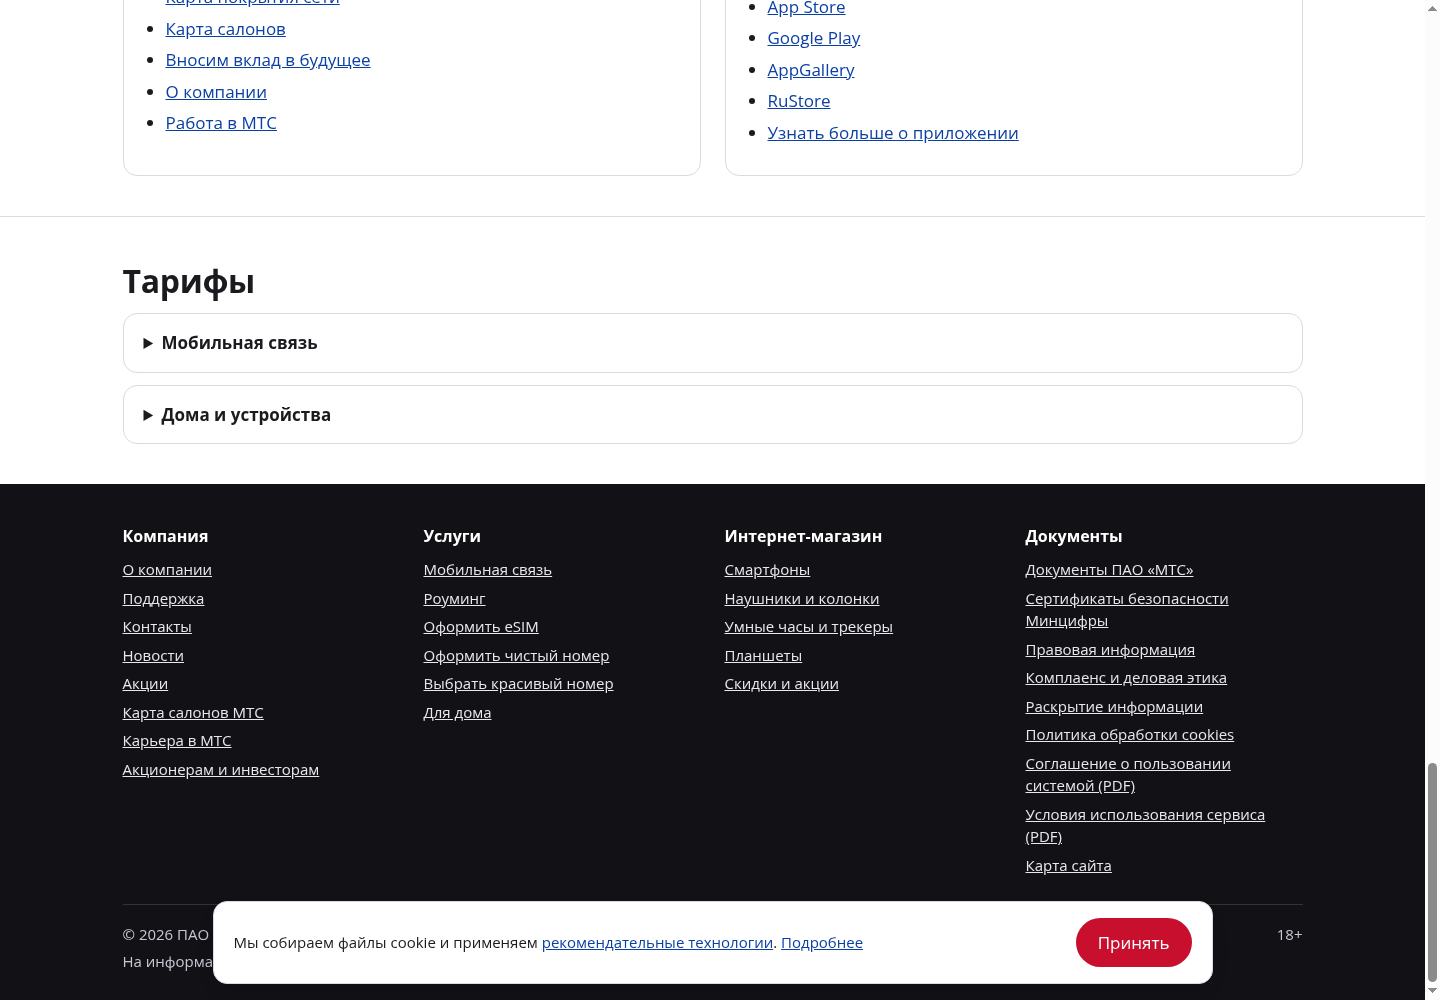 Карта покрытия сети
Карта салонов
Вносим вклад в будущее
О компании
Работа в МТС
App Store
Google Play
AppGallery
RuStore
Узнать больше о приложении
Тарифы
Мобильная связь
Дома и устройства
Компания
О компании
Поддержка
Контакты
Новости
Акции
Карта салонов МТС
Карьера в МТС
Акционерам и инвесторам
Услуги
Мобильная связь
Роуминг
Оформить eSIM
Оформить чистый номер
Выбрать красивый номер
Для дома
Интернет-магазин
Смартфоны
Наушники и колонки
Умные часы и трекеры
Планшеты
Скидки и акции
Документы
Документы ПАО «МТС»
Сертификаты безопасности
Минцифры
Правовая информация
Комплаенс и деловая этика
Раскрытие информации
Политика обработки cookies
Соглашение о пользовании
системой (PDF)
Условия использования сервиса
(PDF)
Карта сайта
© 2026 ПАО
18+
На информа
Мы собираем файлы cookie и применяем рекомендательные технологии. Подробнее
Принять